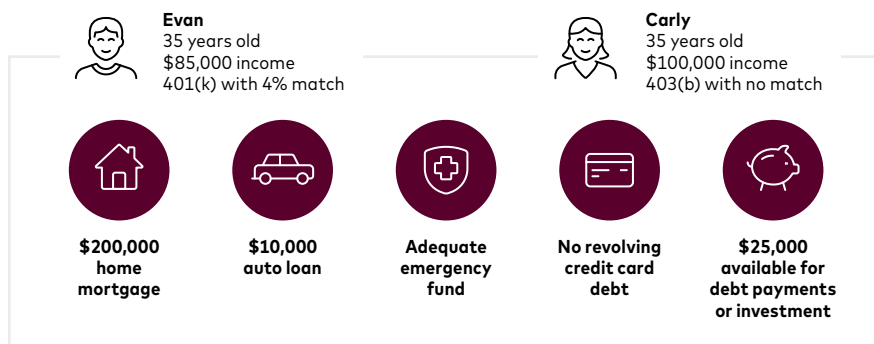 Evan
35 years old
$85,000 income
401(k) with 4% match
Carly
35 years old
$100,000 income
403(b) with no match
$200,000
home
mortgage
$10,000
auto loan
Adequate
emergency
fund
No revolving
credit card
debt
$25,000
available for
debt payments
or investment